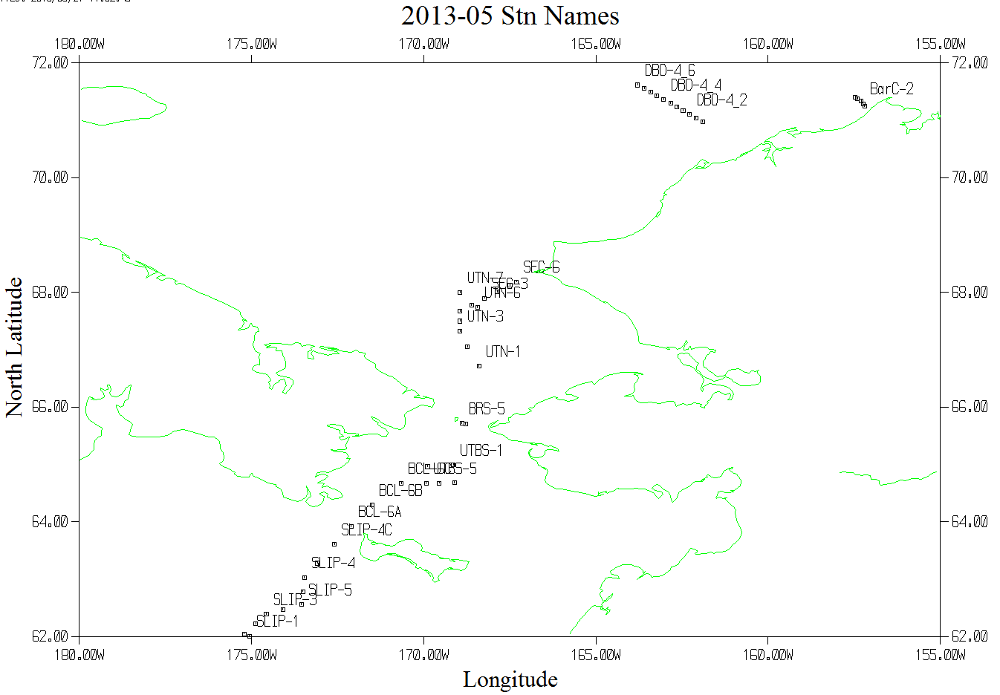 2013-05 Stn Names
180.00W 175.00W 170.00W 165.00W 160.00W 155.00W
72.00 72.00
DBO-4_6
DBO-4_4
BarC-2
DBO-4_2
70.00 70.00
SEC-6
UTN-7
SEC-3
68.00 UTN-6 68.00
UTN-3
UTN-1
North Latitude
66.00 BRS-5 66.00
UTBS-1
UTBS-5
BCL-6B
BCL-6A
64.00 64.00
SLIP-4C
SLIP-4
SLIP-5
SLIP-3
SLIP-1
62.00 62.00
180.00W 175.00W 170.00W 165.00W 160.00W 155.00W
Longitude